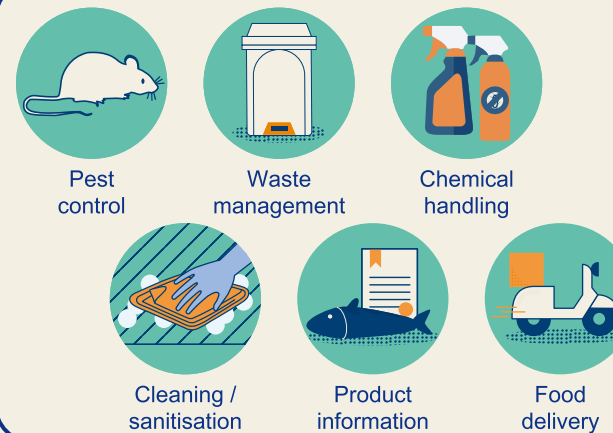 Pest
control
Waste
management
Chemical
handling
Cleaning /
sanitisation
Product
information
Food
delivery